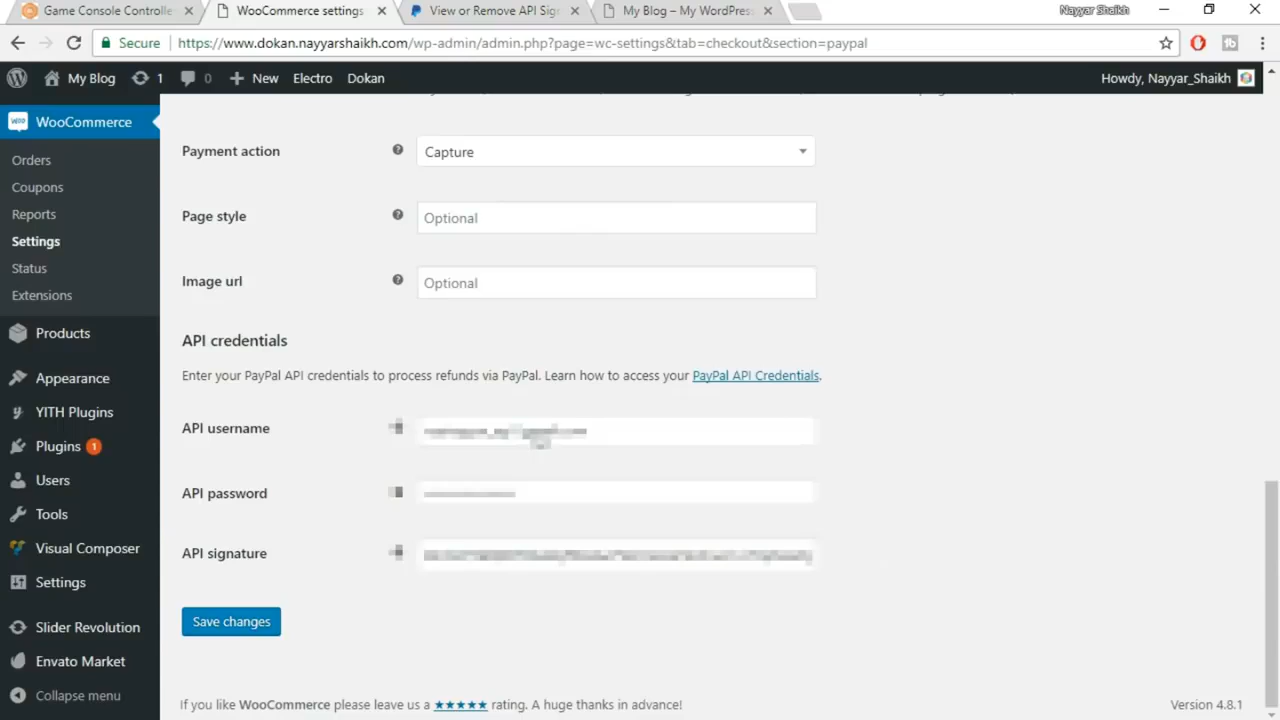 Game Console Controlle
WooCommerce settings
View or Remove API Sig
My Blog – My WordPres
Nayyar Shaikh
Secure https://www.dokan.nayyarshaikh.com/wp-admin/admin.php?page=wc-settings&tab=checkout&section=paypal
My Blog 1 0 New Electro Dokan Howdy, Nayyar_Shaikh
WooCommerce
Orders
Coupons
Reports
Settings
Status
Extensions
Products
Appearance
YITH Plugins
Plugins 1
Users
Tools
Visual Composer
Settings
Slider Revolution
Envato Market
Collapse menu
Payment action Capture
Page style Optional
Image url Optional
API credentials
Enter your PayPal API credentials to process refunds via PayPal. Learn how to access your PayPal API Credentials.
API username
API password
API signature
Save changes
If you like WooCommerce please leave us a ★★★★★ rating. A huge thanks in advance! Version 4.8.1